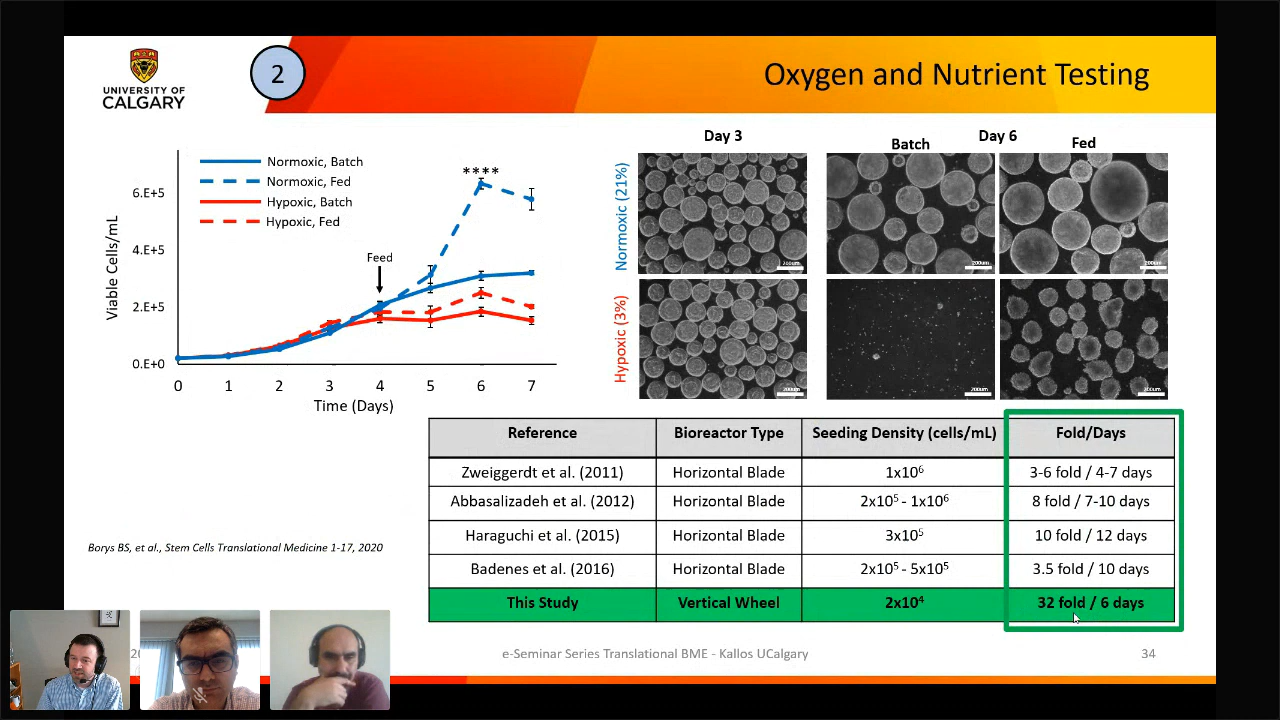 UNIVERSITY OF
CALGARY
2
Oxygen and Nutrient Testing
Normoxic, Batch
Normoxic, Fed
Hypoxic, Batch
Hypoxic, Fed
****
Feed
Viable Cells/mL
6.E+5
4.E+5
2.E+5
0.E+0
0 1 2 3 4 5 6 7
Time (Days)
Day 3
Day 6
Batch
Fed
Normoxic (21%)
Hypoxic (3%)
200um
200um
200um
200um
200um
200um
Reference Bioreactor Type Seeding Density (cells/mL) Fold/Days
Zweiggerdt et al. (2011) Horizontal Blade 1x10⁶ 3-6 fold / 4-7 days
Abbasalizadeh et al. (2012) Horizontal Blade 2x10⁵ - 1x10⁶ 8 fold / 7-10 days
Haraguchi et al. (2015) Horizontal Blade 3x10⁵ 10 fold / 12 days
Badenes et al. (2016) Horizontal Blade 2x10⁵ - 5x10⁵ 3.5 fold / 10 days
This Study Vertical Wheel 2x10⁴ 32 fold / 6 days
Borys BS, et al., Stem Cells Translational Medicine 1-17, 2020
e-Seminar Series Translational BME - Kallos UCalgary
34